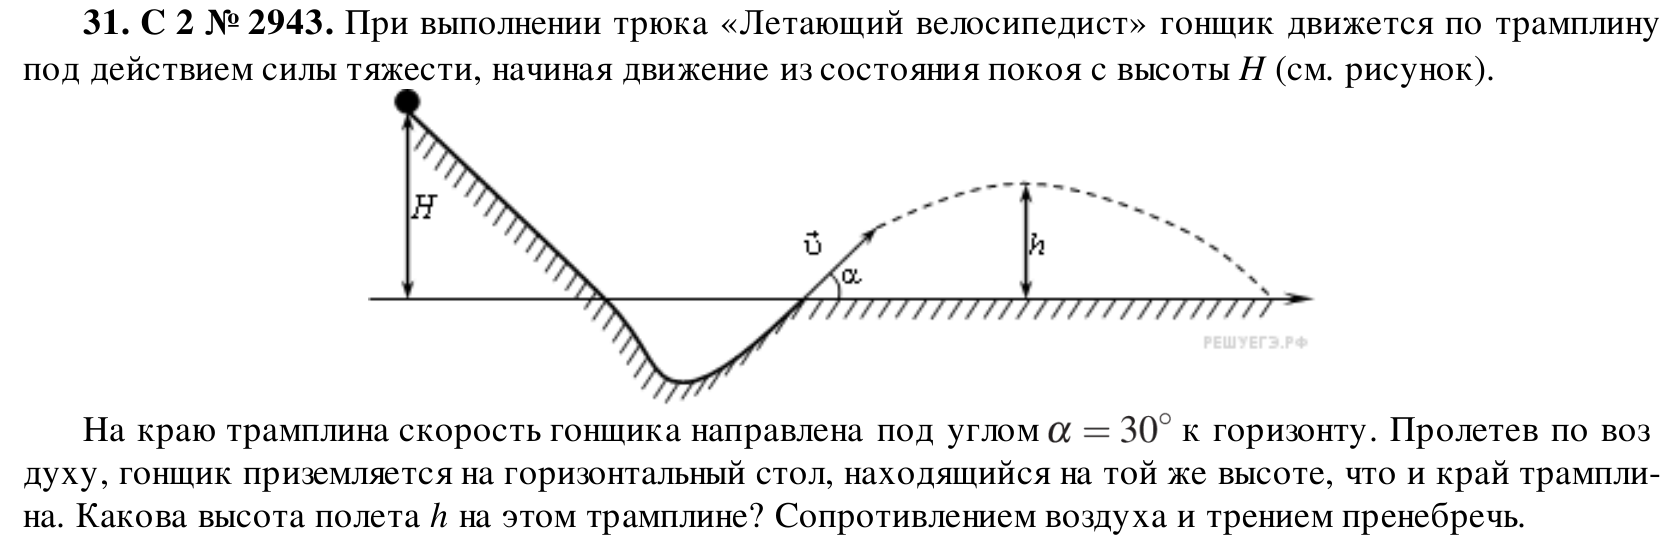 31. С 2 № 2943. При выполнении трюка «Летающий велосипедист» гонщик движется по трамплину
под действием силы тяжести, начиная движение из состояния покоя с высоты H (см. рисунок).
H
υ⃗
α
h
РЕШУЕГЭ.РФ
На краю трамплина скорость гонщика направлена под углом α = 30° к горизонту. Пролетев по воз
духу, гонщик приземляется на горизонтальный стол, находящийся на той же высоте, что и край трампли-
на. Какова высота полета h на этом трамплине? Сопротивлением воздуха и трением пренебречь.